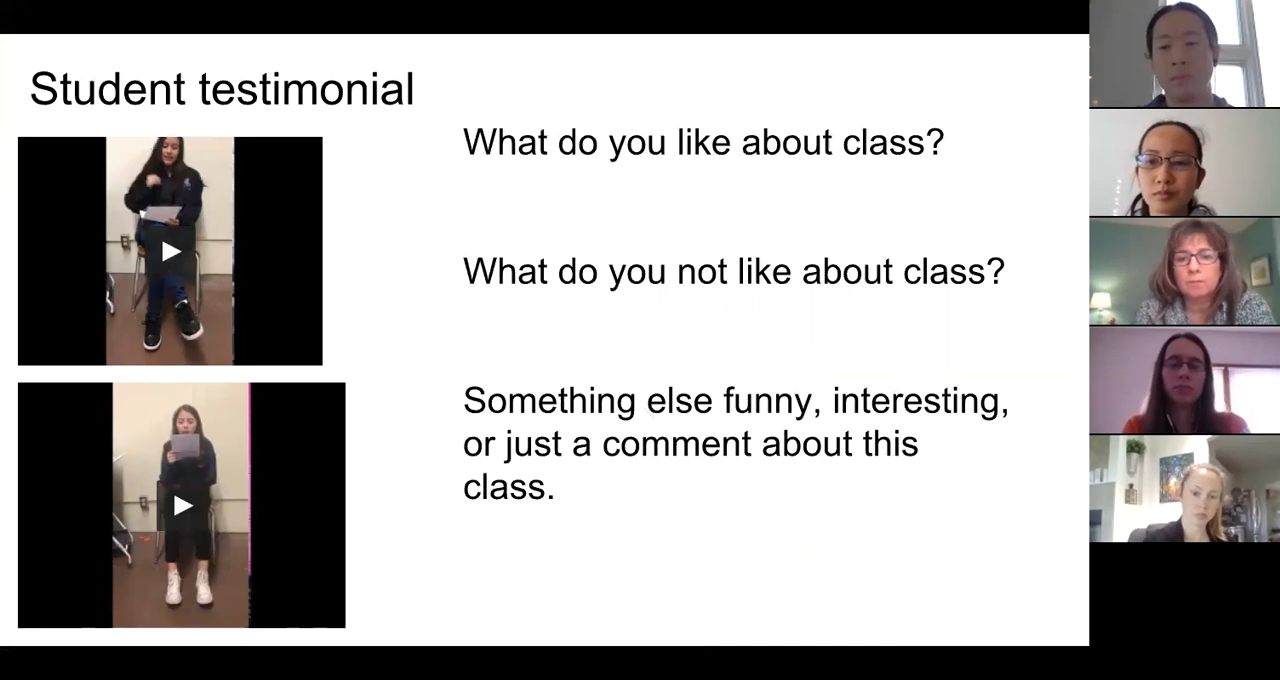 Student testimonial
What do you like about class?
What do you not like about class?
Something else funny, interesting,
or just a comment about this
class.